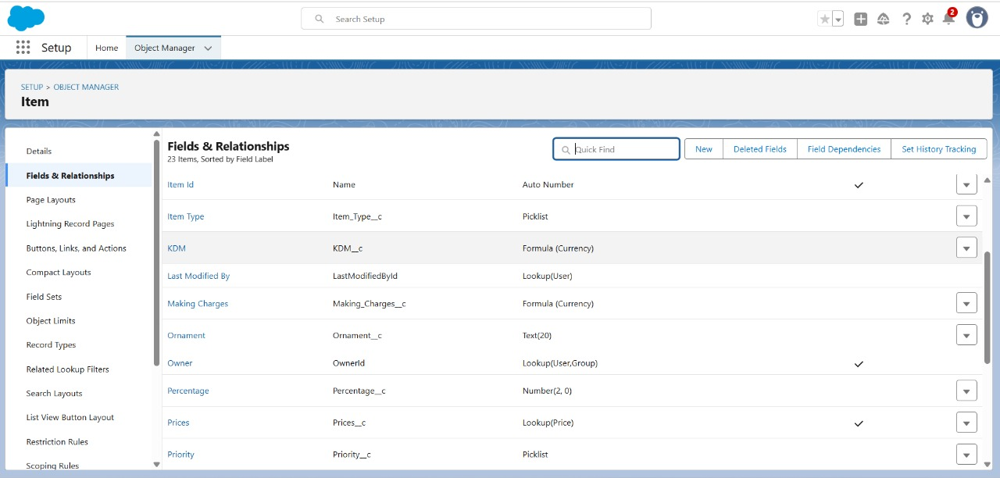 Search Setup
2
Setup
Home
Object Manager
SETUP > OBJECT MANAGER
Item
Details
Fields & Relationships
Page Layouts
Lightning Record Pages
Buttons, Links, and Actions
Compact Layouts
Field Sets
Object Limits
Record Types
Related Lookup Filters
Search Layouts
List View Button Layout
Restriction Rules
Scoping Rules
Fields & Relationships
23 Items, Sorted by Field Label
Quick Find
New
Deleted Fields
Field Dependencies
Set History Tracking
Item Id Name Auto Number
Item Type Item_Type__c Picklist
KDM KDM__c Formula (Currency)
Last Modified By LastModifiedById Lookup(User)
Making Charges Making_Charges__c Formula (Currency)
Ornament Ornament__c Text(20)
Owner OwnerId Lookup(User,Group)
Percentage Percentage__c Number(2, 0)
Prices Prices__c Lookup(Price)
Priority Priority__c Picklist